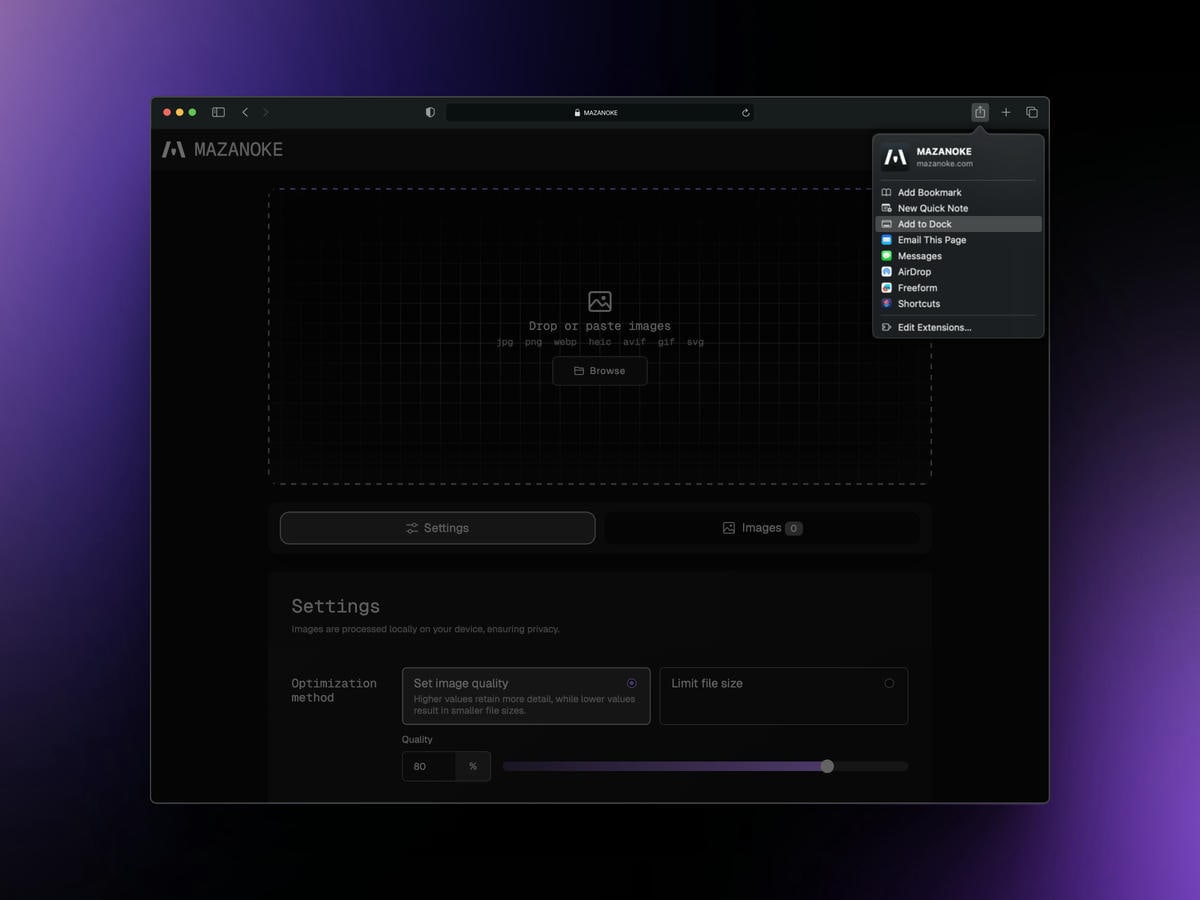 MAZANOKE
MAZANOKE
MAZANOKE
mazanoke.com
Add Bookmark
New Quick Note
Add to Dock
Email This Page
Messages
AirDrop
Freeform
Shortcuts
Edit Extensions...
Drop or paste images
jpg png webp heic avif gif svg
Browse
Settings
Images 0
Settings
Images are processed locally on your device, ensuring privacy.
Optimization
method
Set image quality
Higher values retain more detail, while lower values
result in smaller file sizes.
Limit file size
Quality
80 %